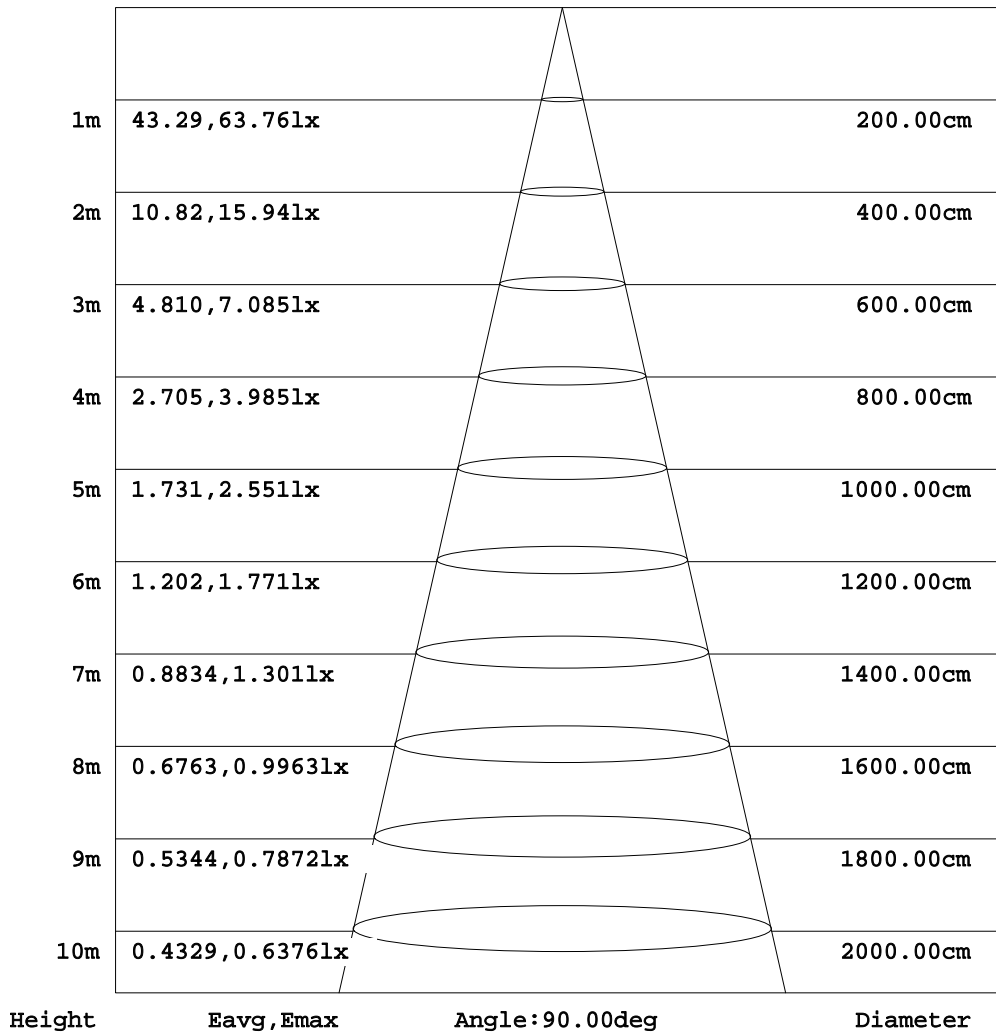 1m 43.29,63.76lx 200.00cm
2m 10.82,15.94lx 400.00cm
3m 4.810,7.085lx 600.00cm
4m 2.705,3.985lx 800.00cm
5m 1.731,2.551lx 1000.00cm
6m 1.202,1.771lx 1200.00cm
7m 0.8834,1.301lx 1400.00cm
8m 0.6763,0.9963lx 1600.00cm
9m 0.5344,0.7872lx 1800.00cm
10m 0.4329,0.6376lx 2000.00cm
Height Eavg,Emax Angle:90.00deg Diameter